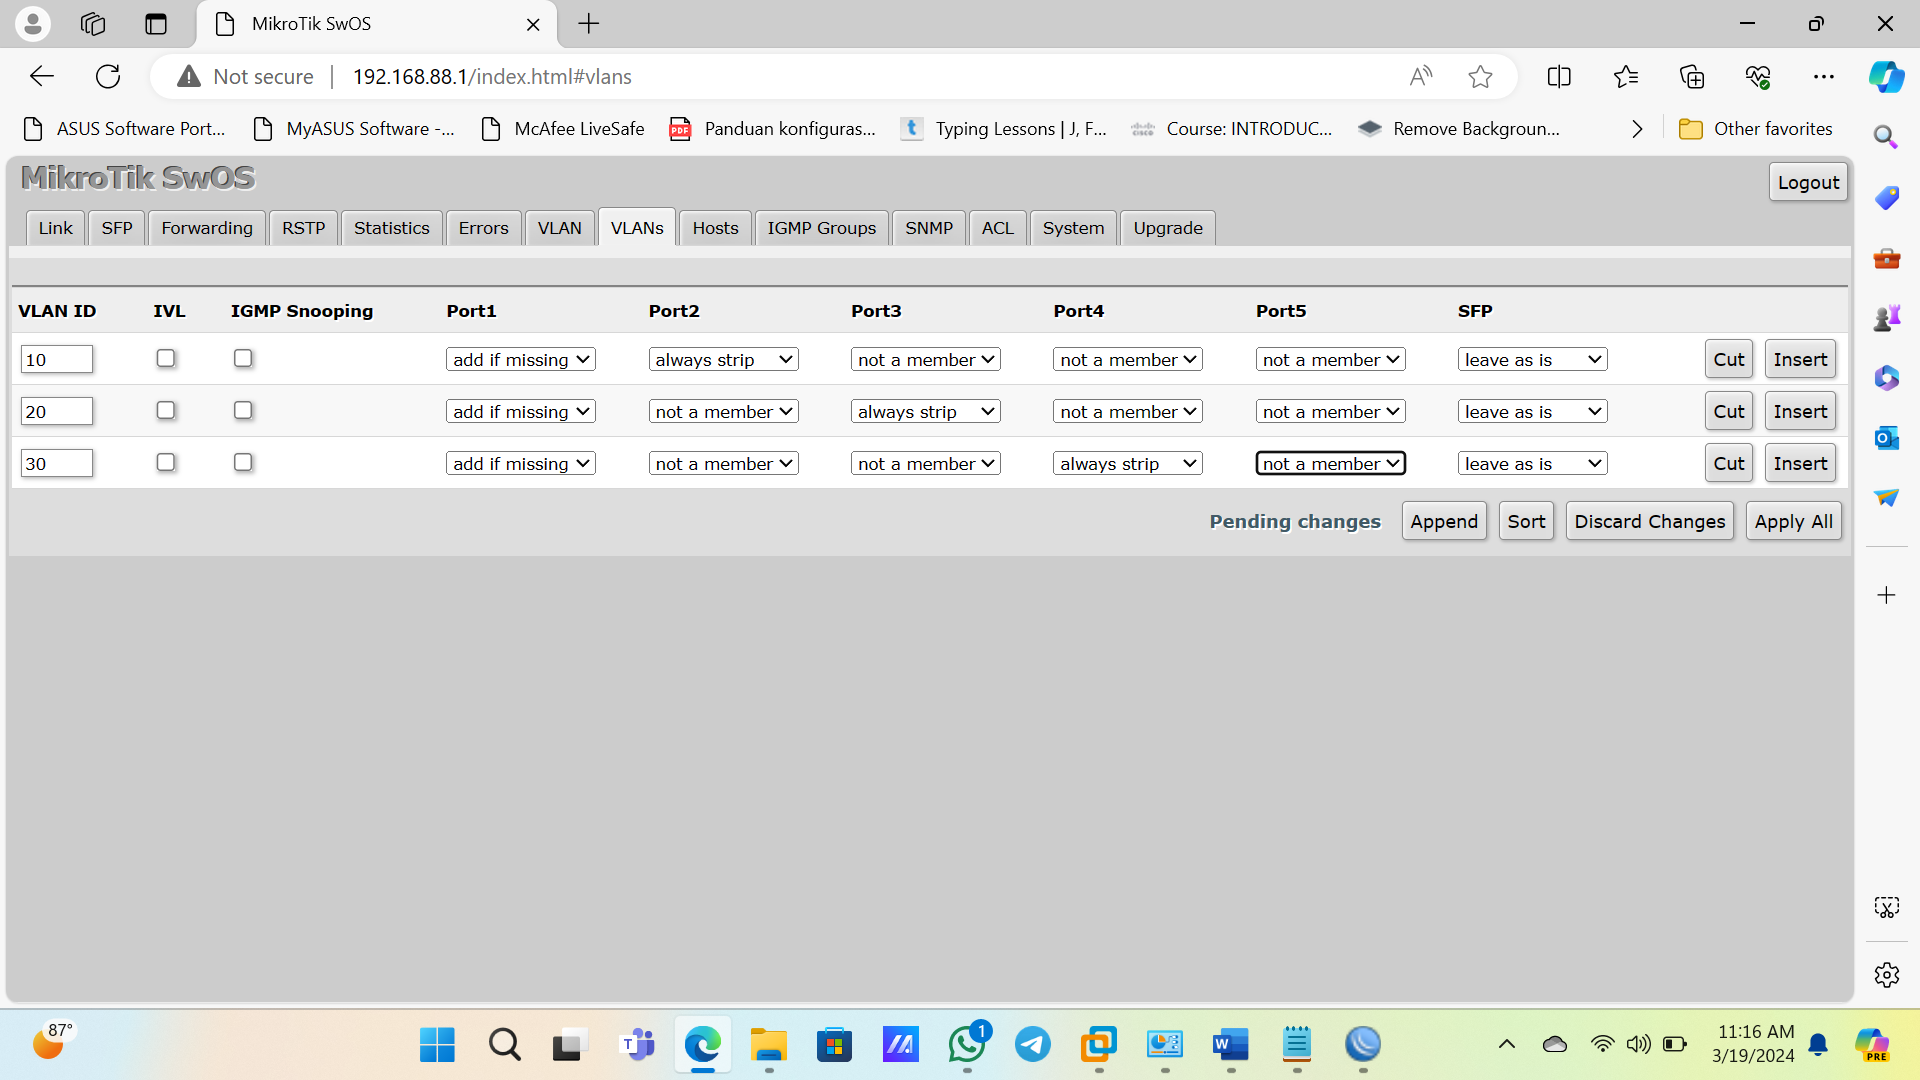 MikroTik SwOS
Not secure | 192.168.88.1/index.html#vlans
ASUS Software Port... MyASUS Software -... McAfee LiveSafe PDF Panduan konfiguras... t Typing Lessons | J, F... cisco Course: INTRODUC... Remove Backgroun... Other favorites
MikroTik SwOS
Logout
Link SFP Forwarding RSTP Statistics Errors VLAN VLANs Hosts IGMP Groups SNMP ACL System Upgrade
VLAN ID IVL IGMP Snooping Port1 Port2 Port3 Port4 Port5 SFP
10 add if missing always strip not a member not a member not a member leave as is Cut Insert
20 add if missing not a member always strip not a member not a member leave as is Cut Insert
30 add if missing not a member not a member always strip not a member leave as is Cut Insert
Pending changes Append Sort Discard Changes Apply All
87°
1
11:16 AM
3/19/2024
PRE